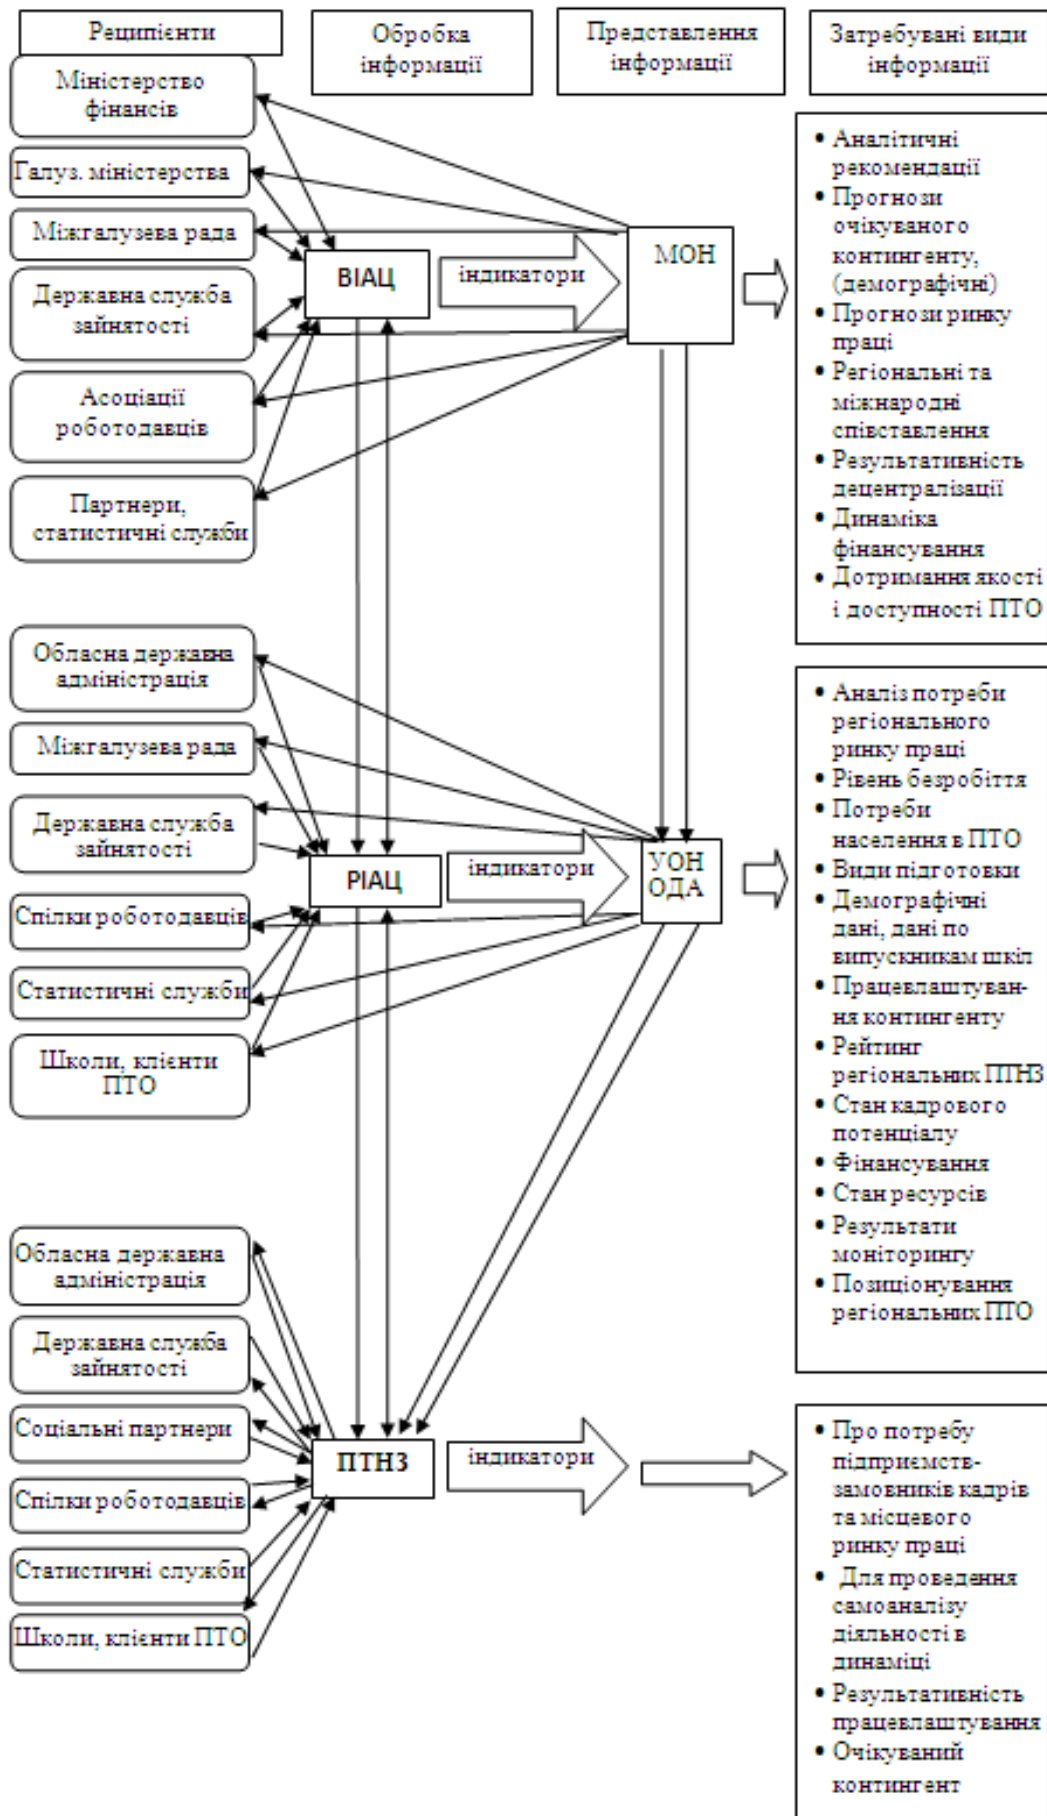 Реципієнти
Обробка
інформації
Представлення
інформації
Затребувані види
інформації
Міністерство
фінансів
Галуз. міністерства
Міжгалузева рада
Державна служба
зайнятості
Асоціації
роботодавців
Партнери,
статистичні служби
ВІАЦ
індикатори
МОН
• Аналітичні
рекомендації
• Прогнози
очікуваного
контингенту,
(демографічні)
• Прогнози ринку
праці
• Регіональні та
міжнародні
співставлення
• Результативність
децентралізації
• Динаміка
фінансування
• Дотримання якості
і доступності ПТО
Обласна державна
адміністрація
Міжгалузева рада
Державна служба
зайнятості
Спілки роботодавців
Статистичні служби
Школи, клієнти
ПТО
РІАЦ
індикатори
УОН
ОДА
• Аналіз потреби
регіонального
ринку праці
• Рівень безробіття
• Потреби
населення в ПТО
• Види підготовки
• Демографічні
дані, дані по
випускникам шкіл
• Працевлаштуван-
ня контингенту
• Рейтинг
регіональних ПТНЗ
• Стан кадрового
потенціалу
• Фінансування
• Стан ресурсів
• Результати
моніторингу
• Позиціонування
регіональних ПТО
Обласна державна
адміністрація
Державна служба
зайнятості
Соціальні партнери
Спілки роботодавців
Статистичні служби
Школи, клієнти ПТО
ПТНЗ
індикатори
• Про потребу
підприємств-
замовників кадрів
та місцевого
ринку праці
• Для проведення
самоаналізу
діяльності в
динаміці
• Результативність
працевлаштування
• Очікуваний
контингент